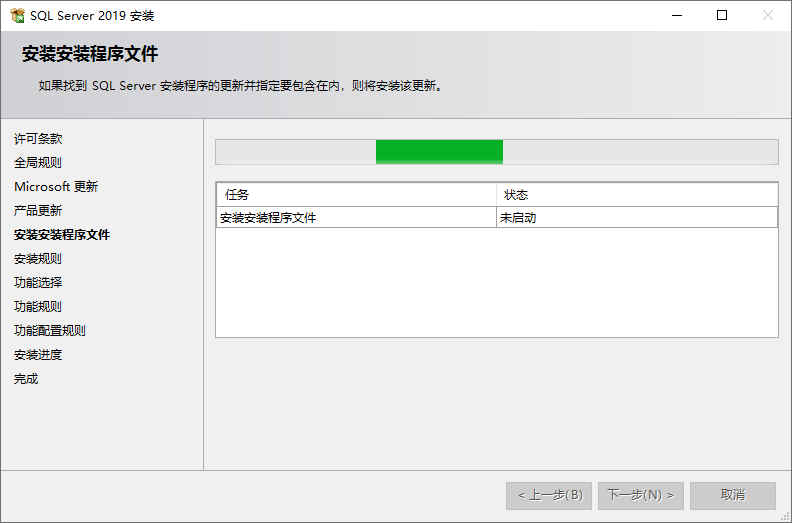 SQL Server 2019 安装
安装安装程序文件
如果找到 SQL Server 安装程序的更新并指定要包含在内，则将安装该更新。
许可条款
全局规则
Microsoft 更新
产品更新
安装安装程序文件
安装规则
功能选择
功能规则
功能配置规则
安装进度
完成
任务 状态
安装安装程序文件 未启动
< 上一步(B) 下一步(N) > 取消